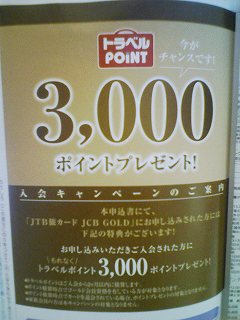 トラベル
POINT
今が
チャンスです!
3,000
ポイントプレゼント!
入会キャンペーンのご案内
本申込書にて、
「JTB旅カード JCB GOLD」にお申し込みされた方には
下記の特典がございます!
お申し込みいただきご入会された方に
もれなく
トラベルポイント3,000ポイントプレゼント!